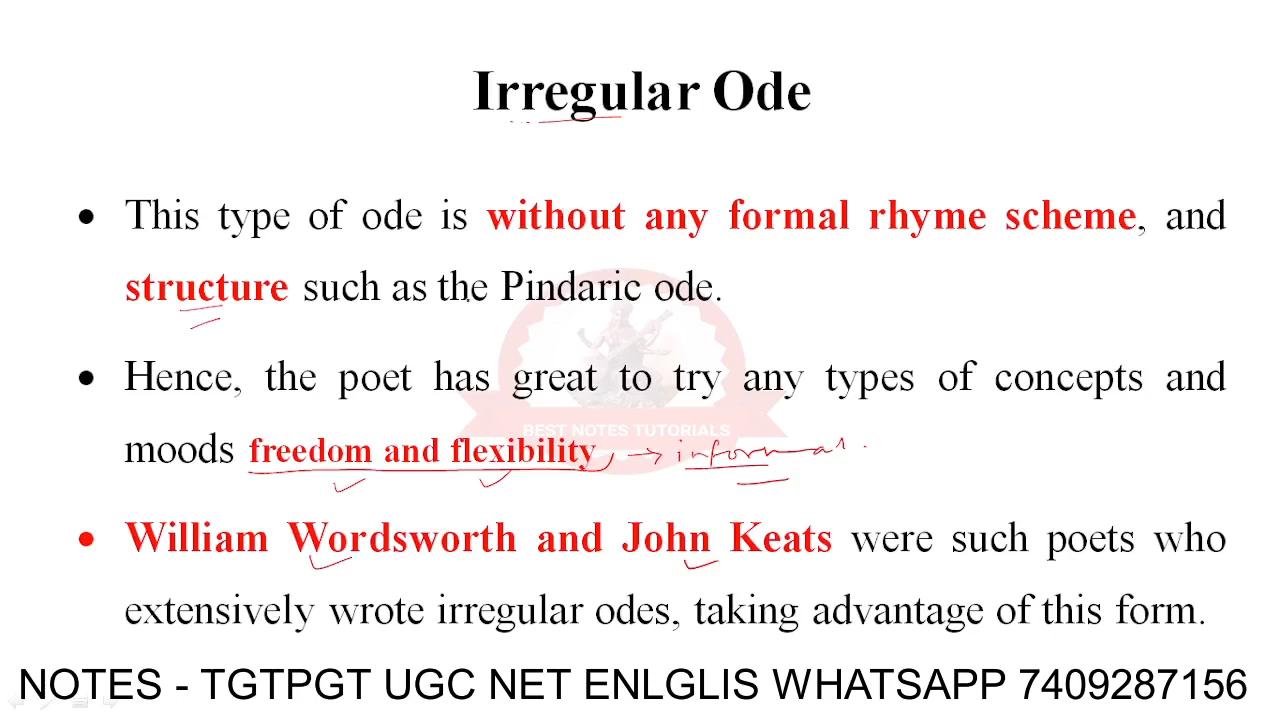 Irregular Ode
• This type of ode is without any formal rhyme scheme, and
structure such as the Pindaric ode.
• Hence, the poet has great to try any types of concepts and
moods freedom and flexibility, → informal.
BEST NOTES TUTORIALS
• William Wordsworth and John Keats were such poets who
extensively wrote irregular odes, taking advantage of this form.
NOTES - TGTPGT UGC NET ENLGLIS WHATSAPP 7409287156